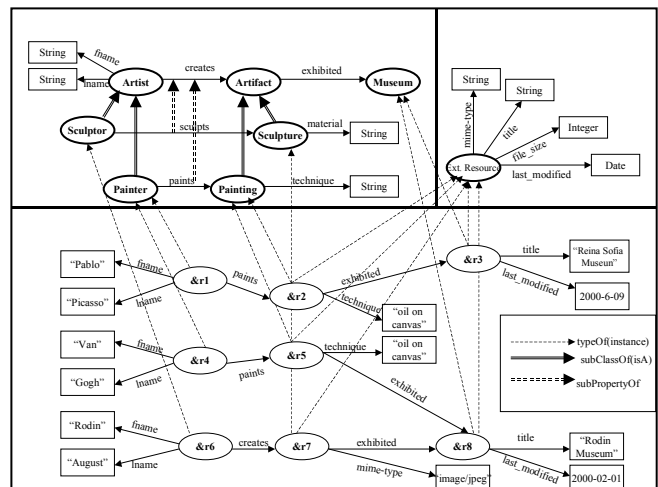 String
fname
String
lname
Artist
creates
Artifact
exhibited
Museum
Sculptor
sculpts
Sculpture
material
String
Painter
paints
Painting
technique
String
String
String
mime-type
title
Integer
file_size
Ext. Resource
last_modified
Date
"Pablo"
fname
"Picasso"
lname
&r1
paints
&r2
exhibited
technique
"oil on
canvas"
&r3
title
"Reina Sofia
Museun"
last_modified
2000-6-09
"Van"
fname
"Gogh"
lname
&r4
paints
&r5
technique
"oil on
canvas"
exhibited
typeOf(instance)
subClassOf(isA)
subPropertyOf
"Rodin"
fname
"August"
lname
&r6
creates
&r7
exhibited
mime-type
"image/jpeg"
&r8
title
"Rodin
Museum"
last_modified
2000-02-01